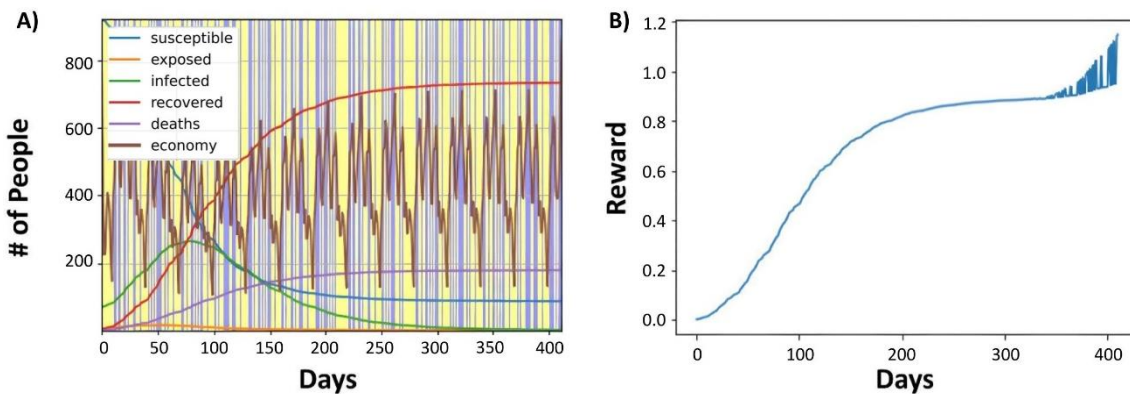 A)
susceptible
exposed
infected
recovered
deaths
economy
# of People
800
600
400
200
0 50 100 150 200 250 300 350 400
Days
B)
Reward
1.2
1.0
0.8
0.6
0.4
0.2
0.0
0 100 200 300 400
Days